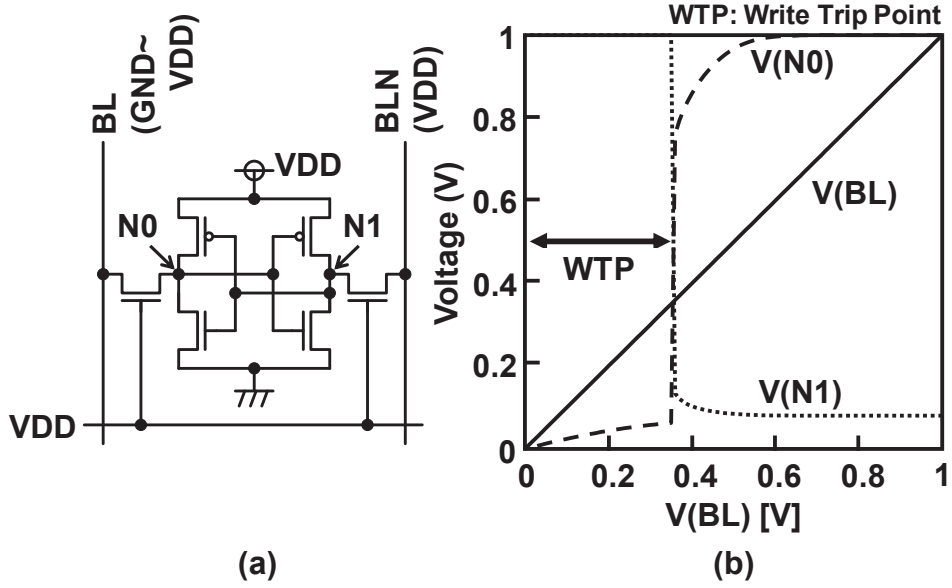 WTP: Write Trip Point
BL
(GND~
VDD)
BLN
(VDD)
VDD
N0
N1
VDD
(a)
Voltage (V)
1
0.8
0.6
0.4
0.2
0
V(N0)
V(BL)
WTP
V(N1)
0
0.2
0.4
0.6
0.8
1
V(BL) [V]
(b)